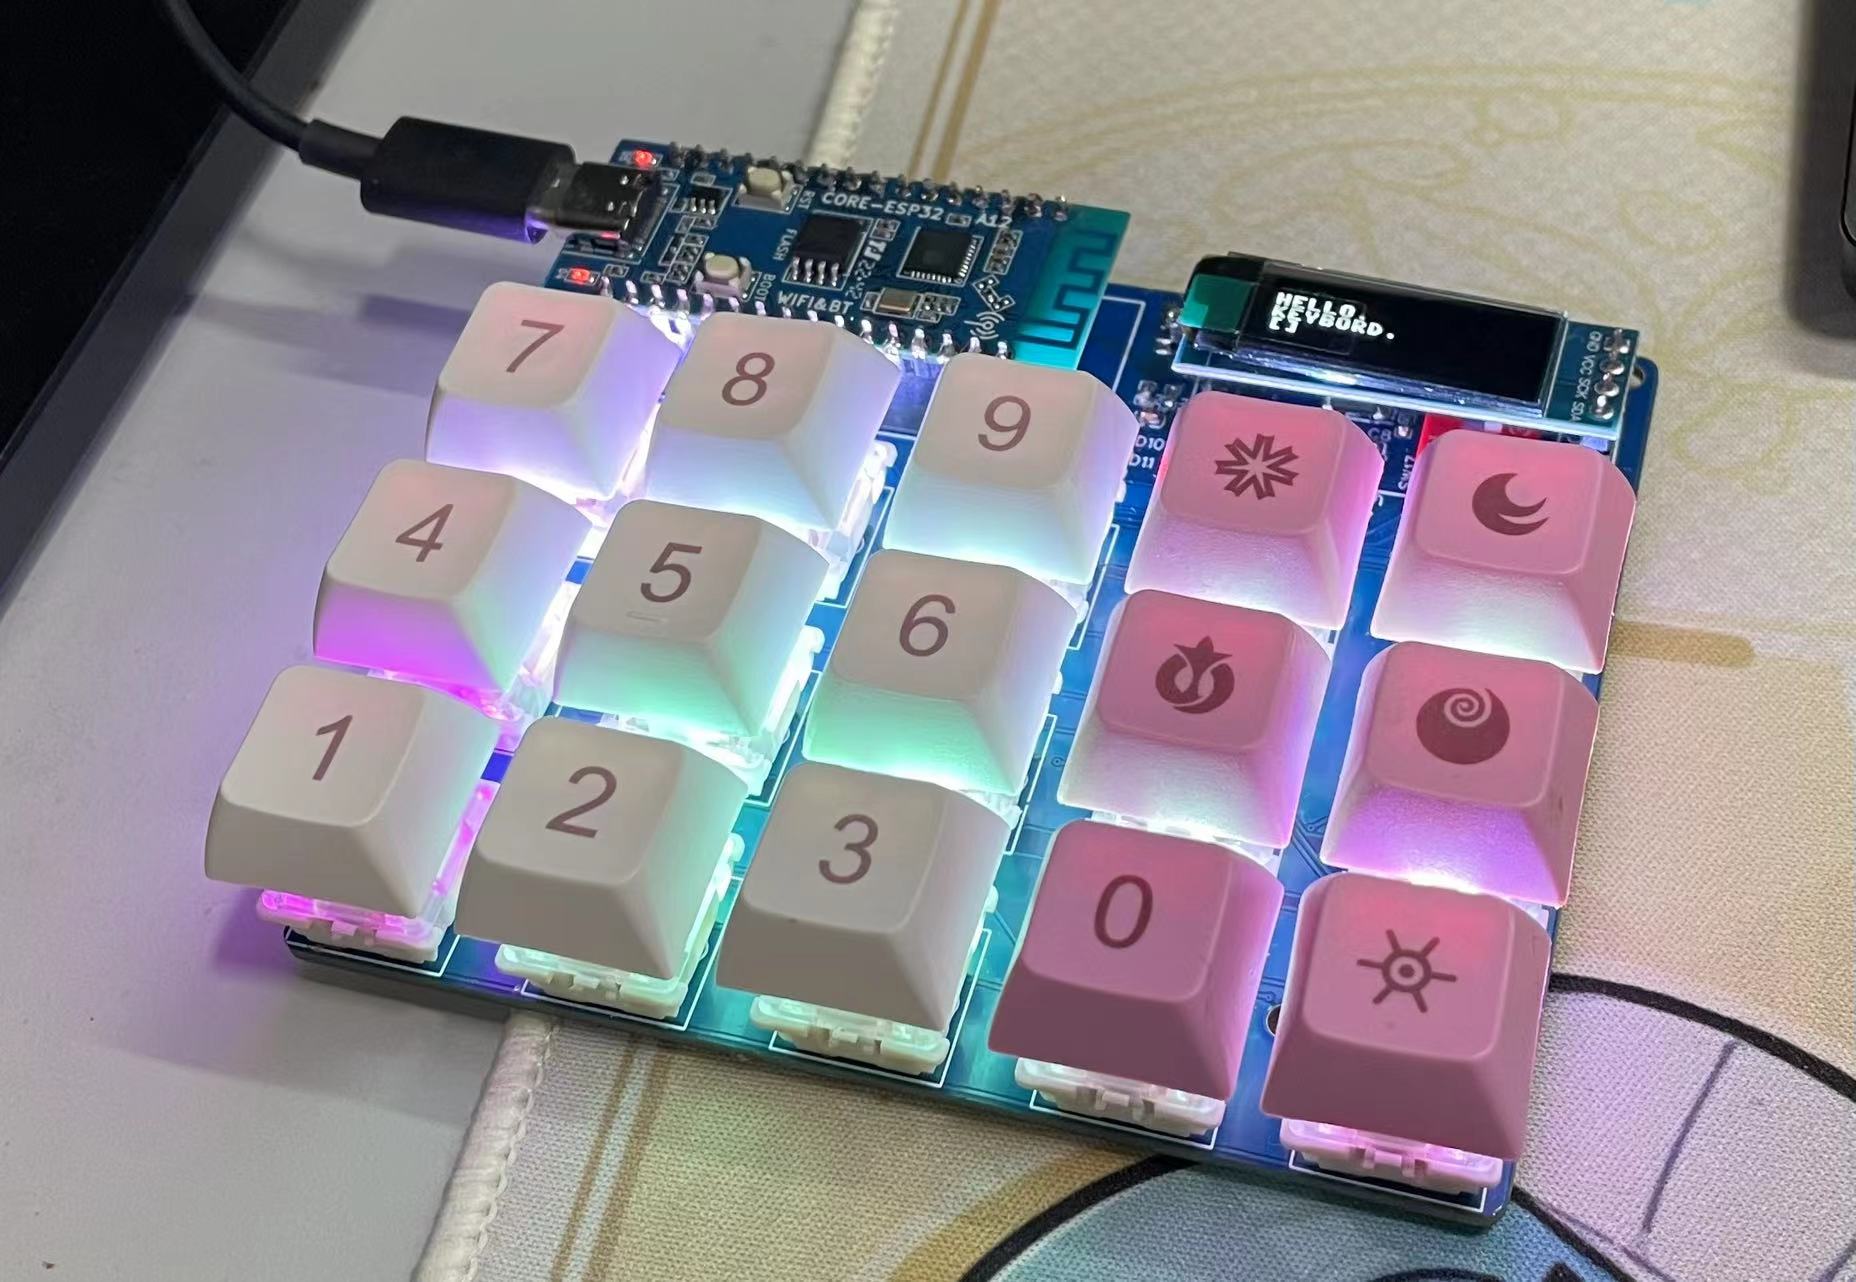 CORE-ESP32
A12
RST
FLASH
BOOT
WIFI&BT
HELLO.
KEYBORD.
[]
GND VCC SCK SDA
D10
D11
SW17
7
8
9
4
5
6
1
2
3
0